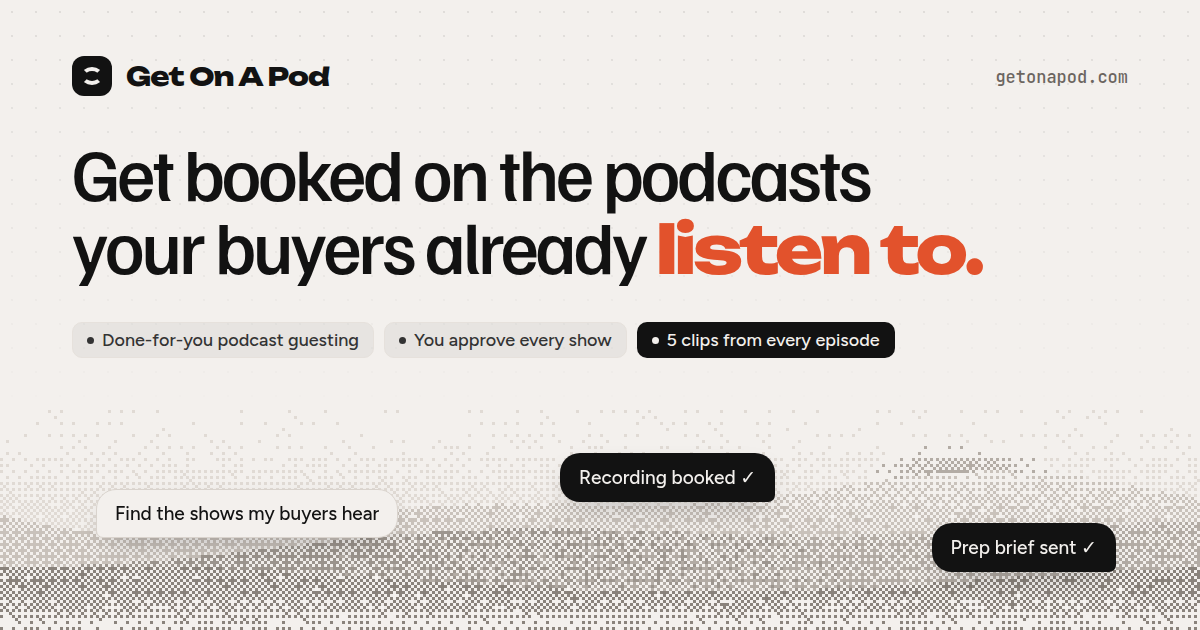 Get On A Pod
getonapod.com
Get booked on the podcasts
your buyers already listen to.
Done-for-you podcast guesting
You approve every show
5 clips from every episode
Recording booked ✓
Find the shows my buyers hear
Prep brief sent ✓